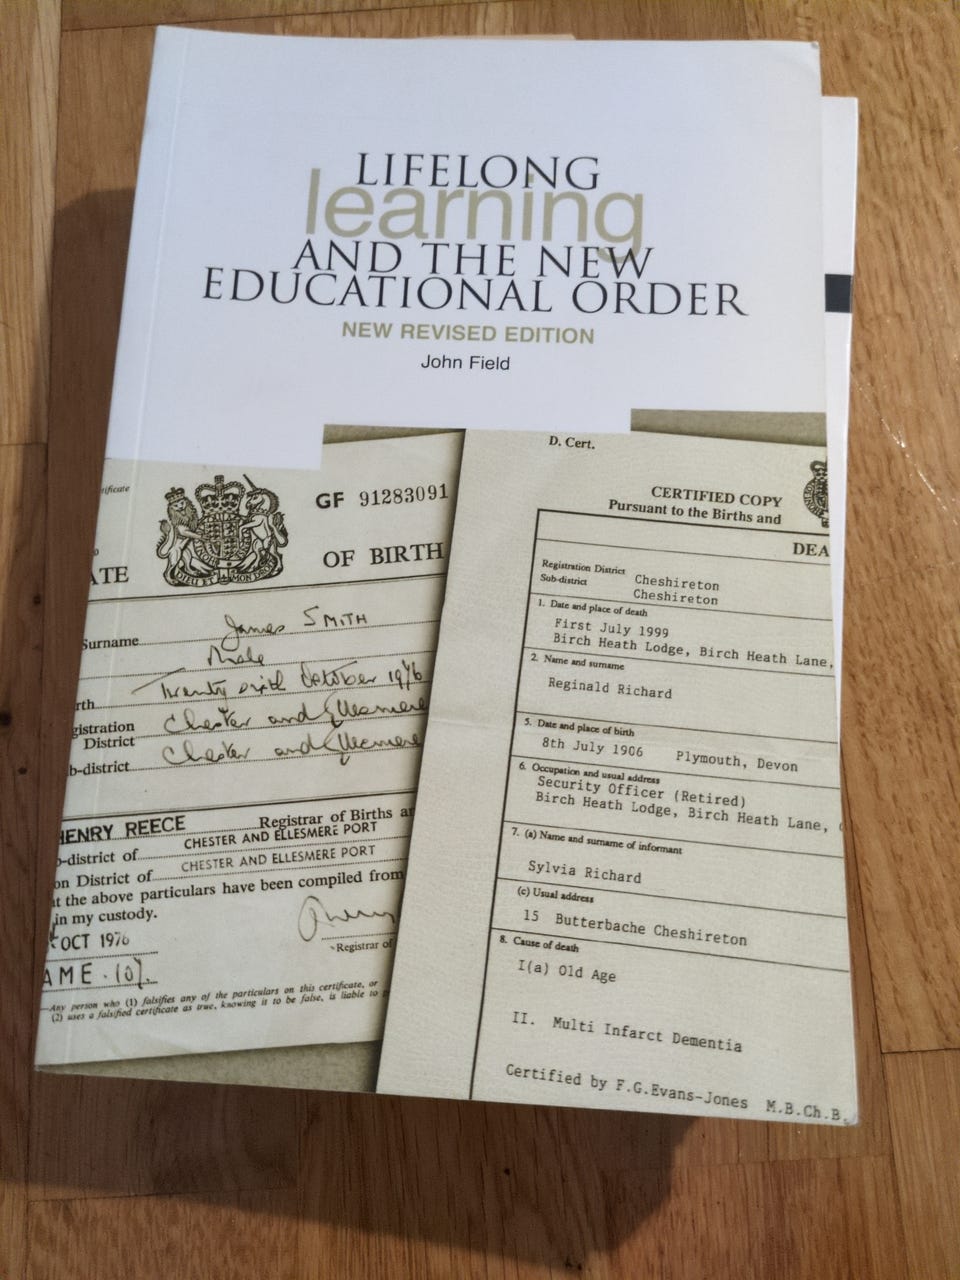 LIFELONG
learning
AND THE NEW
EDUCATIONAL ORDER
NEW REVISED EDITION
John Field
tificate
GF 91283091
ATE OF BIRTH
Surname James SMITH
Male
rth Twenty sixth October 1976
gistration
District Chester and Ellesmere
b-district Chester and Ellesmere
HENRY REECE Registrar of Births a
b-district of CHESTER AND ELLESMERE PORT
on District of CHESTER AND ELLESMERE PORT
t the above particulars have been compiled from
in my custody.
OCT 1976
Registrar of
AME
Any person who (1) falsifies any of the particulars on this certificate, or
(2) uses a falsified certificate as true, knowing it to be false, is liable to p
DIEU ET MON DROIT
D. Cert.
CERTIFIED COPY
Pursuant to the Births and
DEA
Registration District Cheshireton
Sub-district Cheshireton
1. Date and place of death
First July 1999
Birch Heath Lodge, Birch Heath Lane,
2. Name and surname
Reginald Richard
5. Date and place of birth
8th July 1906 Plymouth, Devon
6. Occupation and usual address
Security Officer (Retired)
Birch Heath Lodge, Birch Heath Lane,
7. (a) Name and surname of informant
Sylvia Richard
(c) Usual address
15 Butterbache Cheshireton
8. Cause of death
I(a) Old Age
II. Multi Infarct Dementia
Certified by F.G.Evans-Jones M.B.Ch.B.